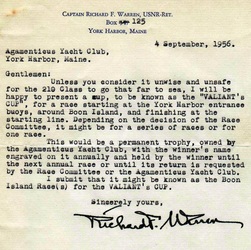 CAPTAIN RICHARD F. WARREN, USNR-RET.
BOX 125
YORK HARBOR, MAINE
4 September, 1956.
Agamenticus Yacht Club,
York Harbor, Maine.
Gentlemen:
Unless you consider it unwise and unsafe
for the 210 Class to go that far to sea, I will be
happy to present a cup, to be known as the "VALIANT's
CUP", for a race starting at the York Harbor entrance
buoys, around Boon Island, and finishing at the
starting line. Depending on the decision of the Race
Committee, it might be for a series of races or for
one race.
This would be a permanent trophy, owned by
the Agamenticus Yacht Club, with the winner's name
engraved on it annually and held by the winner until
the next annual race or until its return is requested
by the Race Committee or the Agamenticus Yacht Club.
I submit that it might be known as the Boon
Island Race(s) for the VALIANT's CUP.
Sincerely yours,
Richard F. Warren